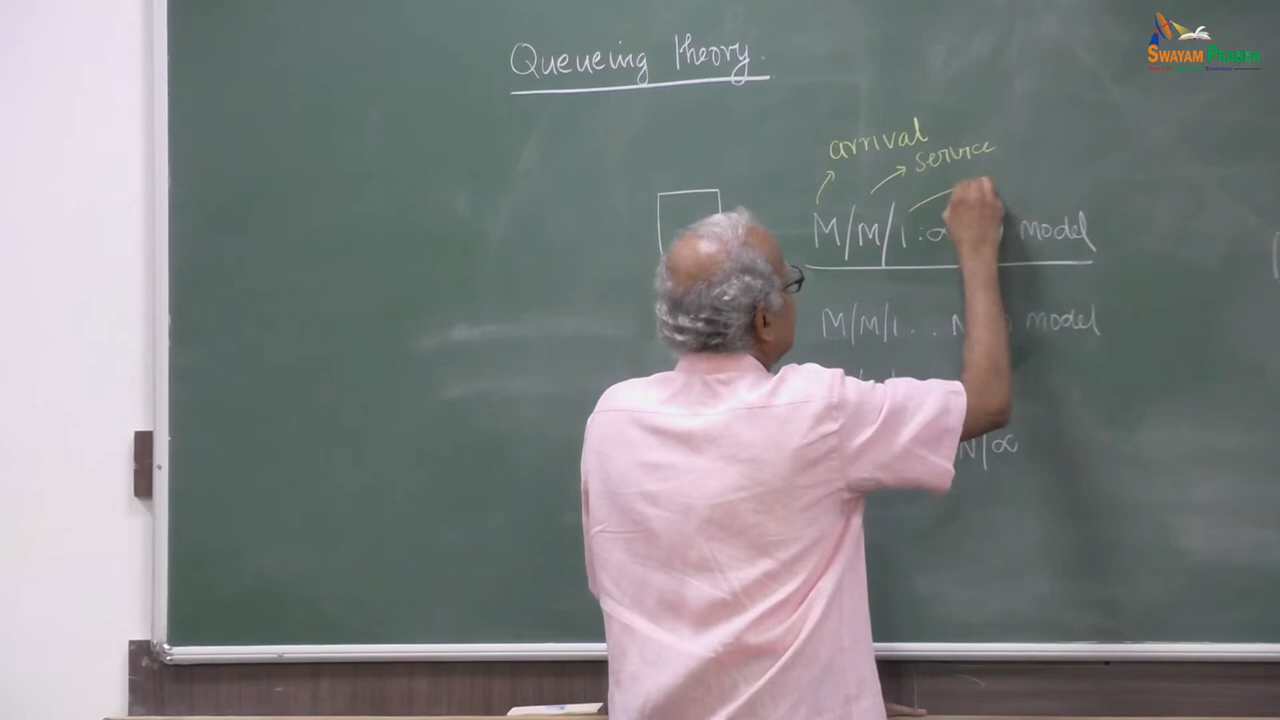 SWAYAM PRABHA
Queueing theory.
arrival
service
M/M/1 : ∝ model
M/M/1 .. N model
N/∝